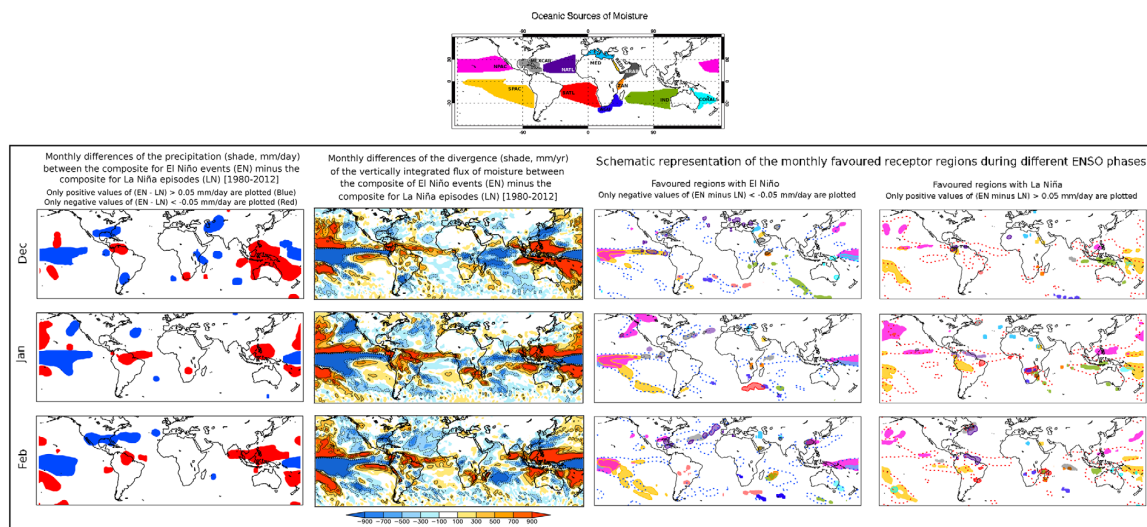 Oceanic Sources of Moisture
-90
0
90
NPAC
MEXCAR
NATL
MED
SPAC
SATL
ZAN
IND
CORAL
-90
0
90
Monthly differences of the precipitation (shade, mm/day)
between the composite for El Niño events (EN) minus the
composite for La Niña episodes (LN) [1980-2012]
Only positive values of (EN - LN) > 0.05 mm/day are plotted (Blue)
Only negative values of (EN - LN) < -0.05 mm/day are plotted (Red)
Monthly differences of the divergence (shade, mm/yr)
of the vertically integrated flux of moisture between
the composite of El Niño events (EN) minus the
composite for La Niña episodes (LN) [1980-2012]
Schematic representation of the monthly favoured receptor regions during different ENSO phases
Favoured regions with El Niño
Only negative values of (EN minus LN) < -0.05 mm/day are plotted
Favoured regions with La Niña
Only positive values of (EN minus LN) > 0.05 mm/day are plotted
Dec
Jan
Feb
-900 -700 -500 -300 -100 100 300 500 700 900